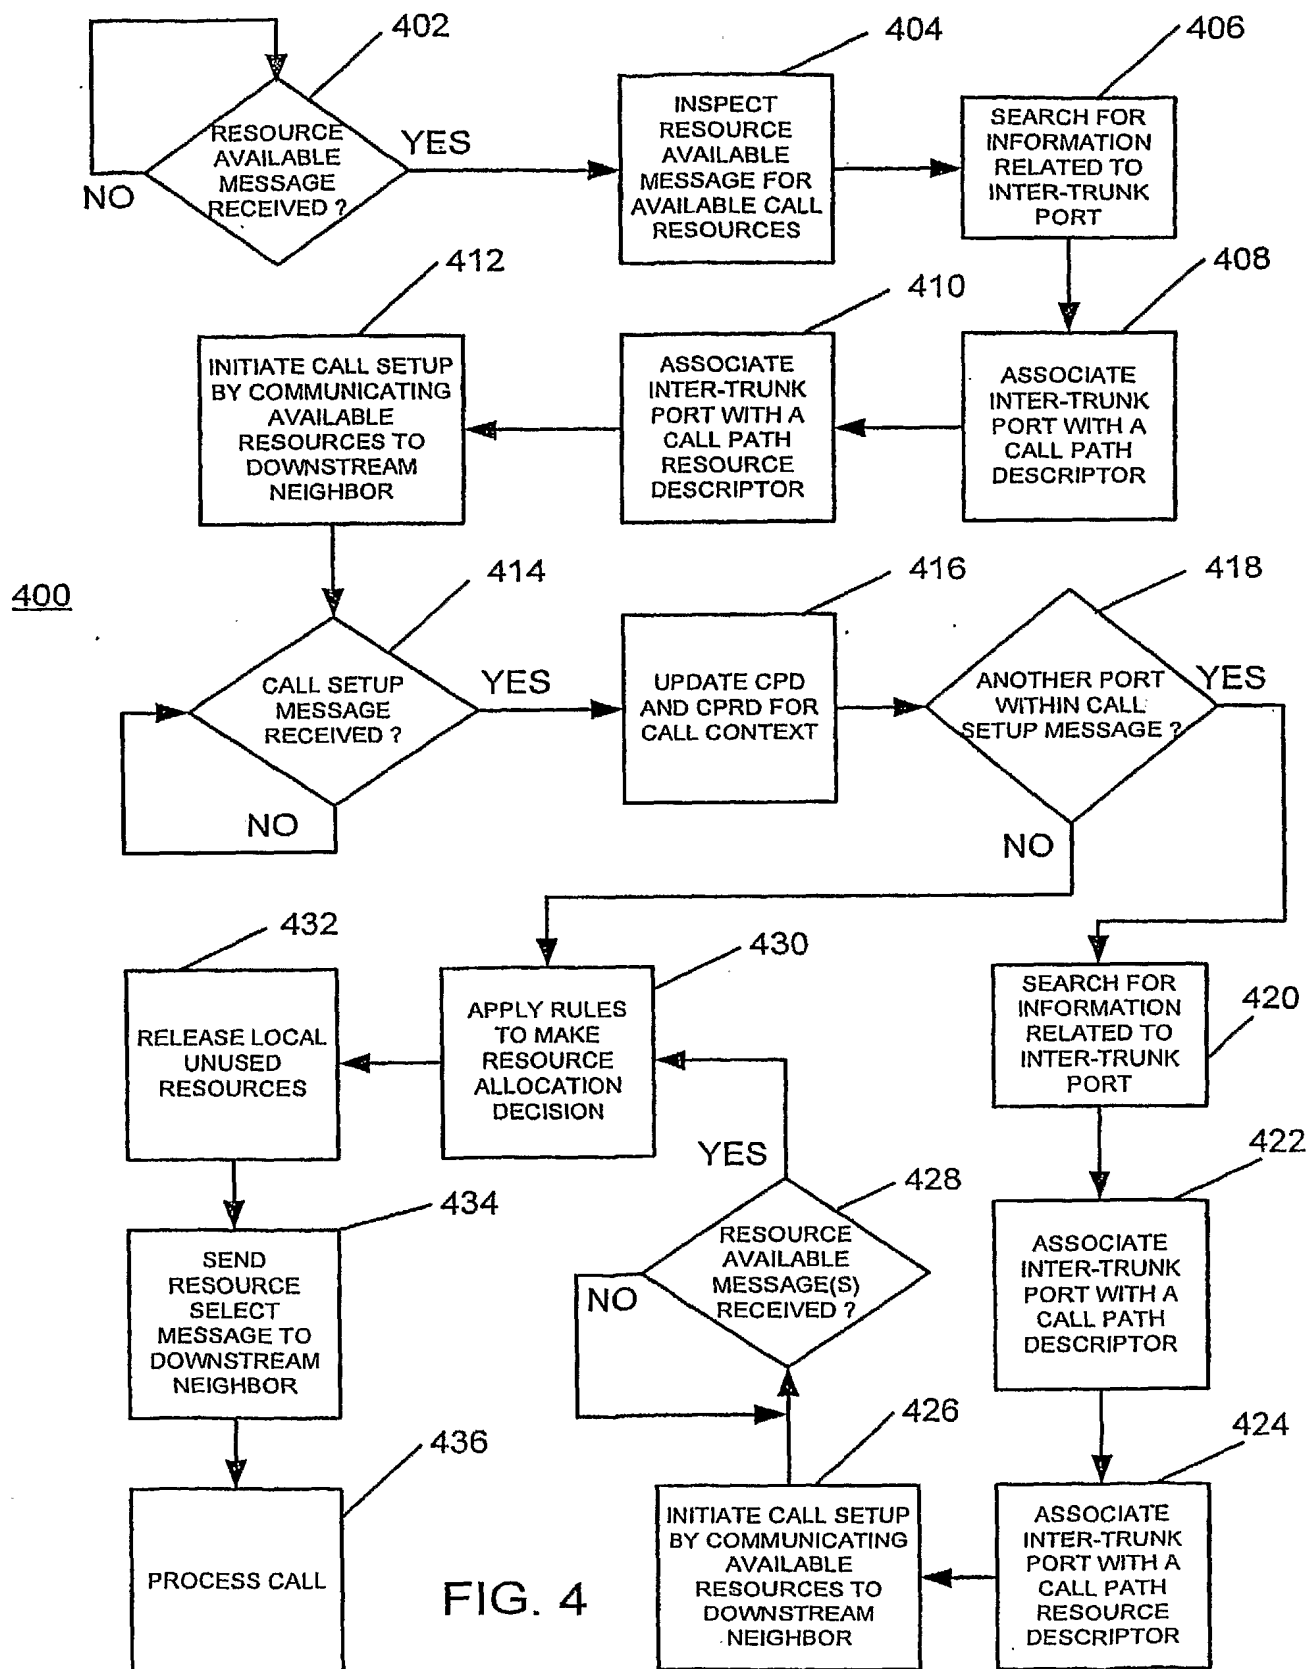 402
RESOURCE
AVAILABLE
MESSAGE
RECEIVED ?
YES
NO
404
INSPECT
RESOURCE
AVAILABLE
MESSAGE FOR
AVAILABLE CALL
RESOURCES
406
SEARCH FOR
INFORMATION
RELATED TO
INTER-TRUNK
PORT
412
INITIATE CALL SETUP
BY COMMUNICATING
AVAILABLE
RESOURCES TO
DOWNSTREAM
NEIGHBOR
410
ASSOCIATE
INTER-TRUNK
PORT WITH A
CALL PATH
RESOURCE
DESCRIPTOR
408
ASSOCIATE
INTER-TRUNK
PORT WITH A
CALL PATH
DESCRIPTOR
400
414
CALL SETUP
MESSAGE
RECEIVED ?
YES
NO
416
UPDATE CPD
AND CPRD FOR
CALL CONTEXT
418
ANOTHER PORT
WITHIN CALL
SETUP MESSAGE ?
YES
NO
432
RELEASE LOCAL
UNUSED
RESOURCES
430
APPLY RULES
TO MAKE
RESOURCE
ALLOCATION
DECISION
420
SEARCH FOR
INFORMATION
RELATED TO
INTER-TRUNK
PORT
YES
428
RESOURCE
AVAILABLE
MESSAGE(S)
RECEIVED ?
NO
422
ASSOCIATE
INTER-TRUNK
PORT WITH A
CALL PATH
DESCRIPTOR
434
SEND
RESOURCE
SELECT
MESSAGE TO
DOWNSTREAM
NEIGHBOR
436
PROCESS CALL
426
INITIATE CALL SETUP
BY COMMUNICATING
AVAILABLE
RESOURCES TO
DOWNSTREAM
NEIGHBOR
424
ASSOCIATE
INTER-TRUNK
PORT WITH A
CALL PATH
RESOURCE
DESCRIPTOR
FIG. 4